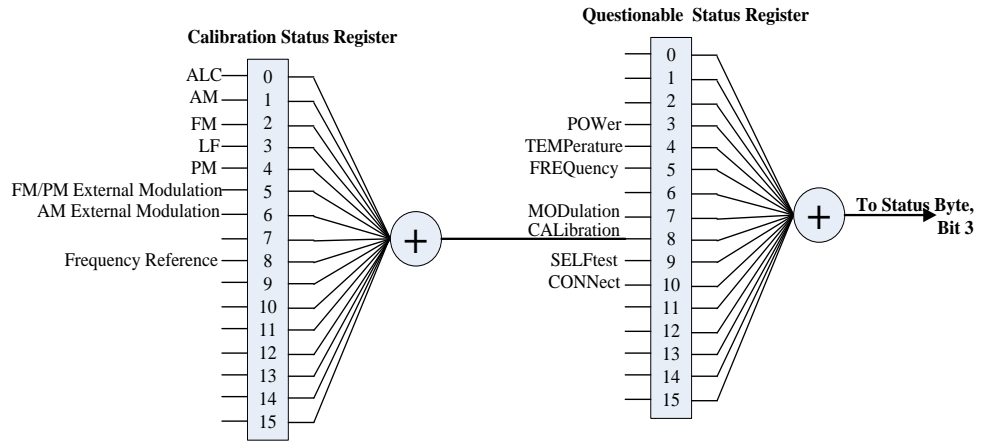 Calibration Status Register
ALC 0
AM 1
FM 2
LF 3
PM 4
FM/PM External Modulation 5
AM External Modulation 6
7
Frequency Reference 8
9
10
11
12
13
14
15
+
Questionable Status Register
0
1
2
POWer 3
TEMPerature 4
FREQuency 5
6
MODulation 7
CALibration 8
SELFtest 9
CONNect 10
11
12
13
14
15
+
To Status Byte,
Bit 3